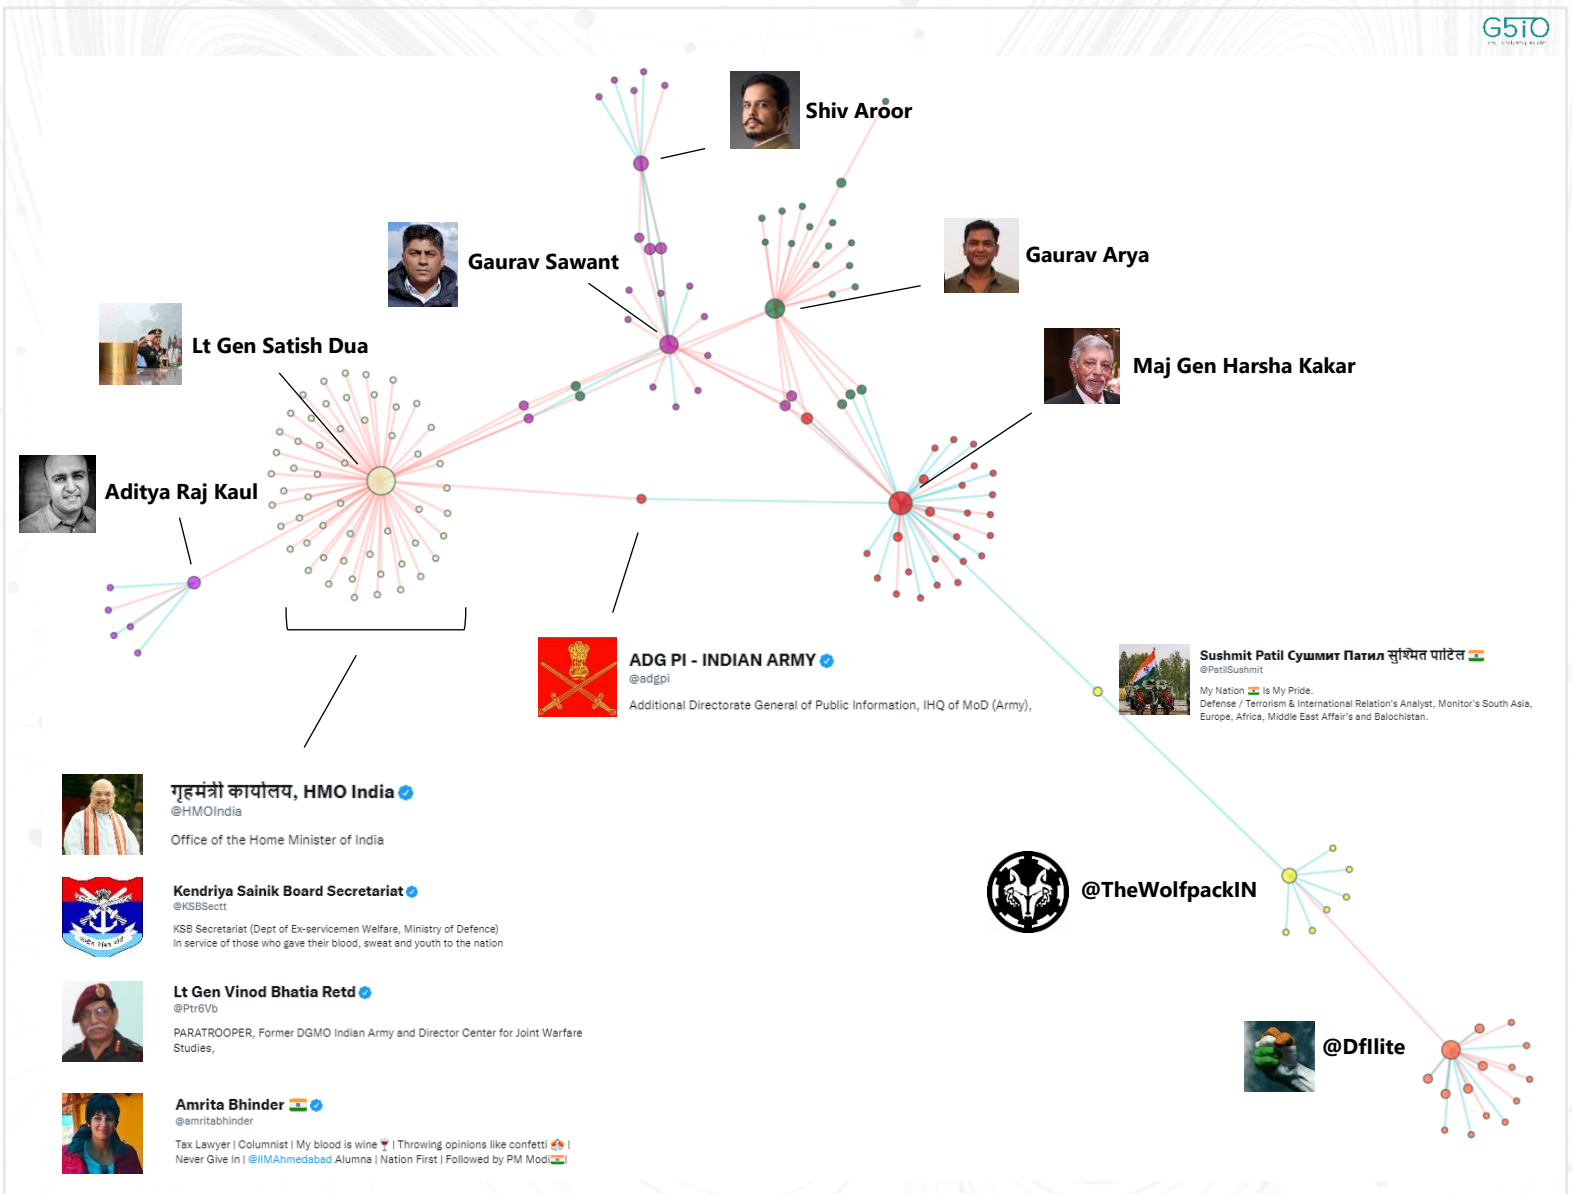 G5iO
Shiv Aroor
Gaurav Sawant
Gaurav Arya
Lt Gen Satish Dua
Maj Gen Harsha Kakar
Aditya Raj Kaul
ADG PI - INDIAN ARMY
@adgpi
Additional Directorate General of Public Information, IHQ of MoD (Army),
Sushmit Patil Сушмит Патил सुश्मित पाटिल
@PatilSushmit
My Nation Is My Pride.
Defense / Terrorism & International Relation's Analyst, Monitor's South Asia,
Europe, Africa, Middle East Affair's and Balochistan.
गृहमंत्री कार्यालय, HMO India
@HMOIndia
Office of the Home Minister of India
Kendriya Sainik Board Secretariat
@KSBSectt
KSB Secretariat (Dept of Ex-servicemen Welfare, Ministry of Defence)
In service of those who gave their blood, sweat and youth to the nation
Lt Gen Vinod Bhatia Retd
@Ptr6Vb
PARATROOPER, Former DGMO Indian Army and Director Center for Joint Warfare
Studies,
Amrita Bhinder
@amritabhinder
Tax Lawyer | Columnist | My blood is wine | Throwing opinions like confetti |
Never Give In | @IIMAhmedabad Alumna | Nation First | Followed by PM Modi |
@TheWolfpackIN
@DfIlite